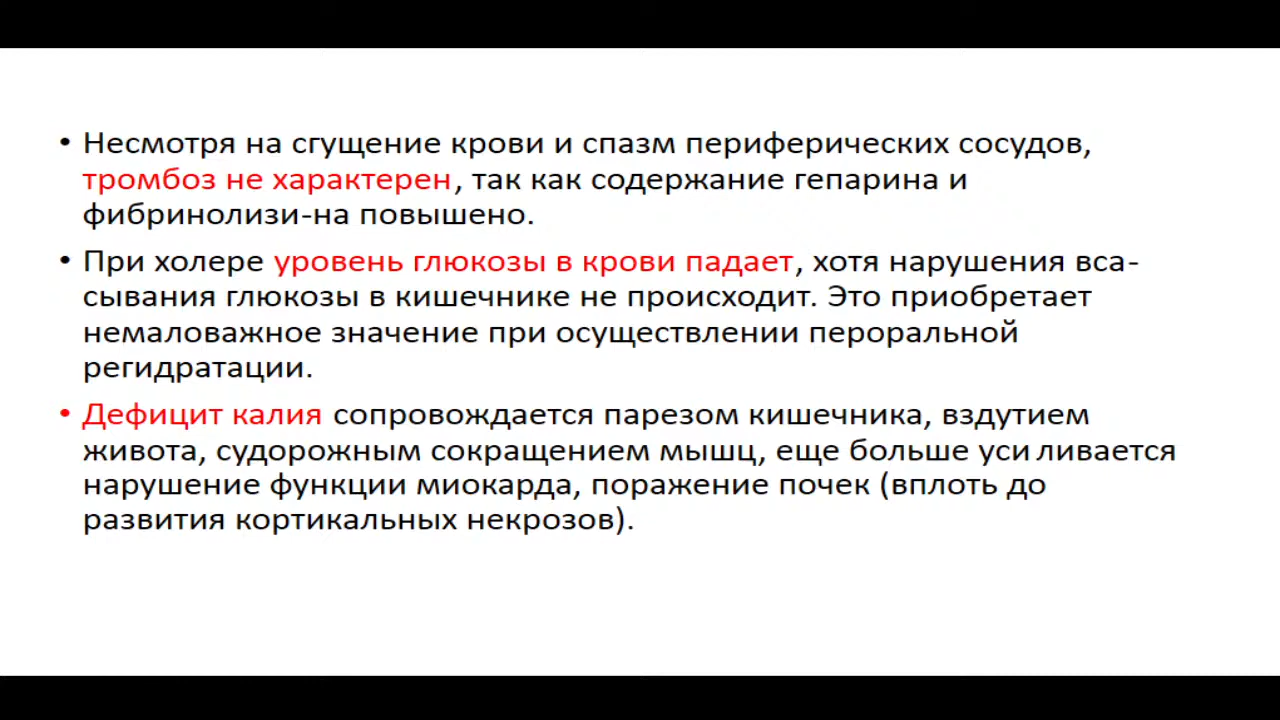 • Несмотря на сгущение крови и спазм периферических сосудов,
тромбоз не характерен, так как содержание гепарина и
фибринолизи-на повышено.
• При холере уровень глюкозы в крови падает, хотя нарушения вса-
сывания глюкозы в кишечнике не происходит. Это приобретает
немаловажное значение при осуществлении пероральной
регидратации.
• Дефицит калия сопровождается парезом кишечника, вздутием
живота, судорожным сокращением мышц, еще больше уси ливается
нарушение функции миокарда, поражение почек (вплоть до
развития кортикальных некрозов).